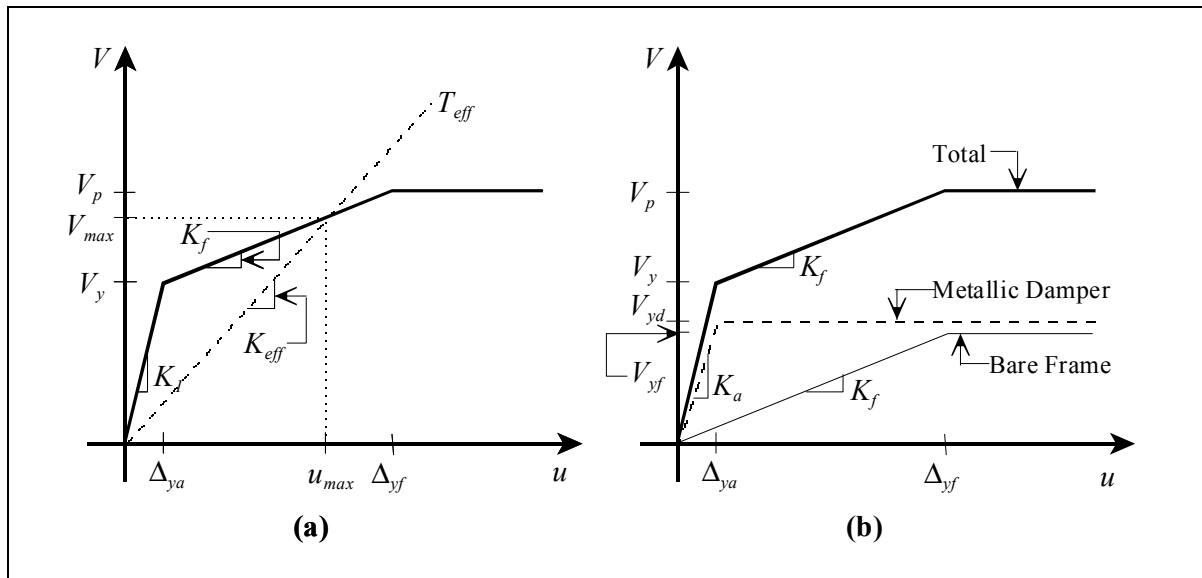 V
T_eff
V_p
V_max
K_f
V_y
K_eff
K_1
Δ_ya
u_max
Δ_yf
u
(a)
V
Total
V_p
V_y
K_f
Metallic Damper
V_yd
Bare Frame
V_yf
K_a
K_f
Δ_ya
Δ_yf
u
(b)